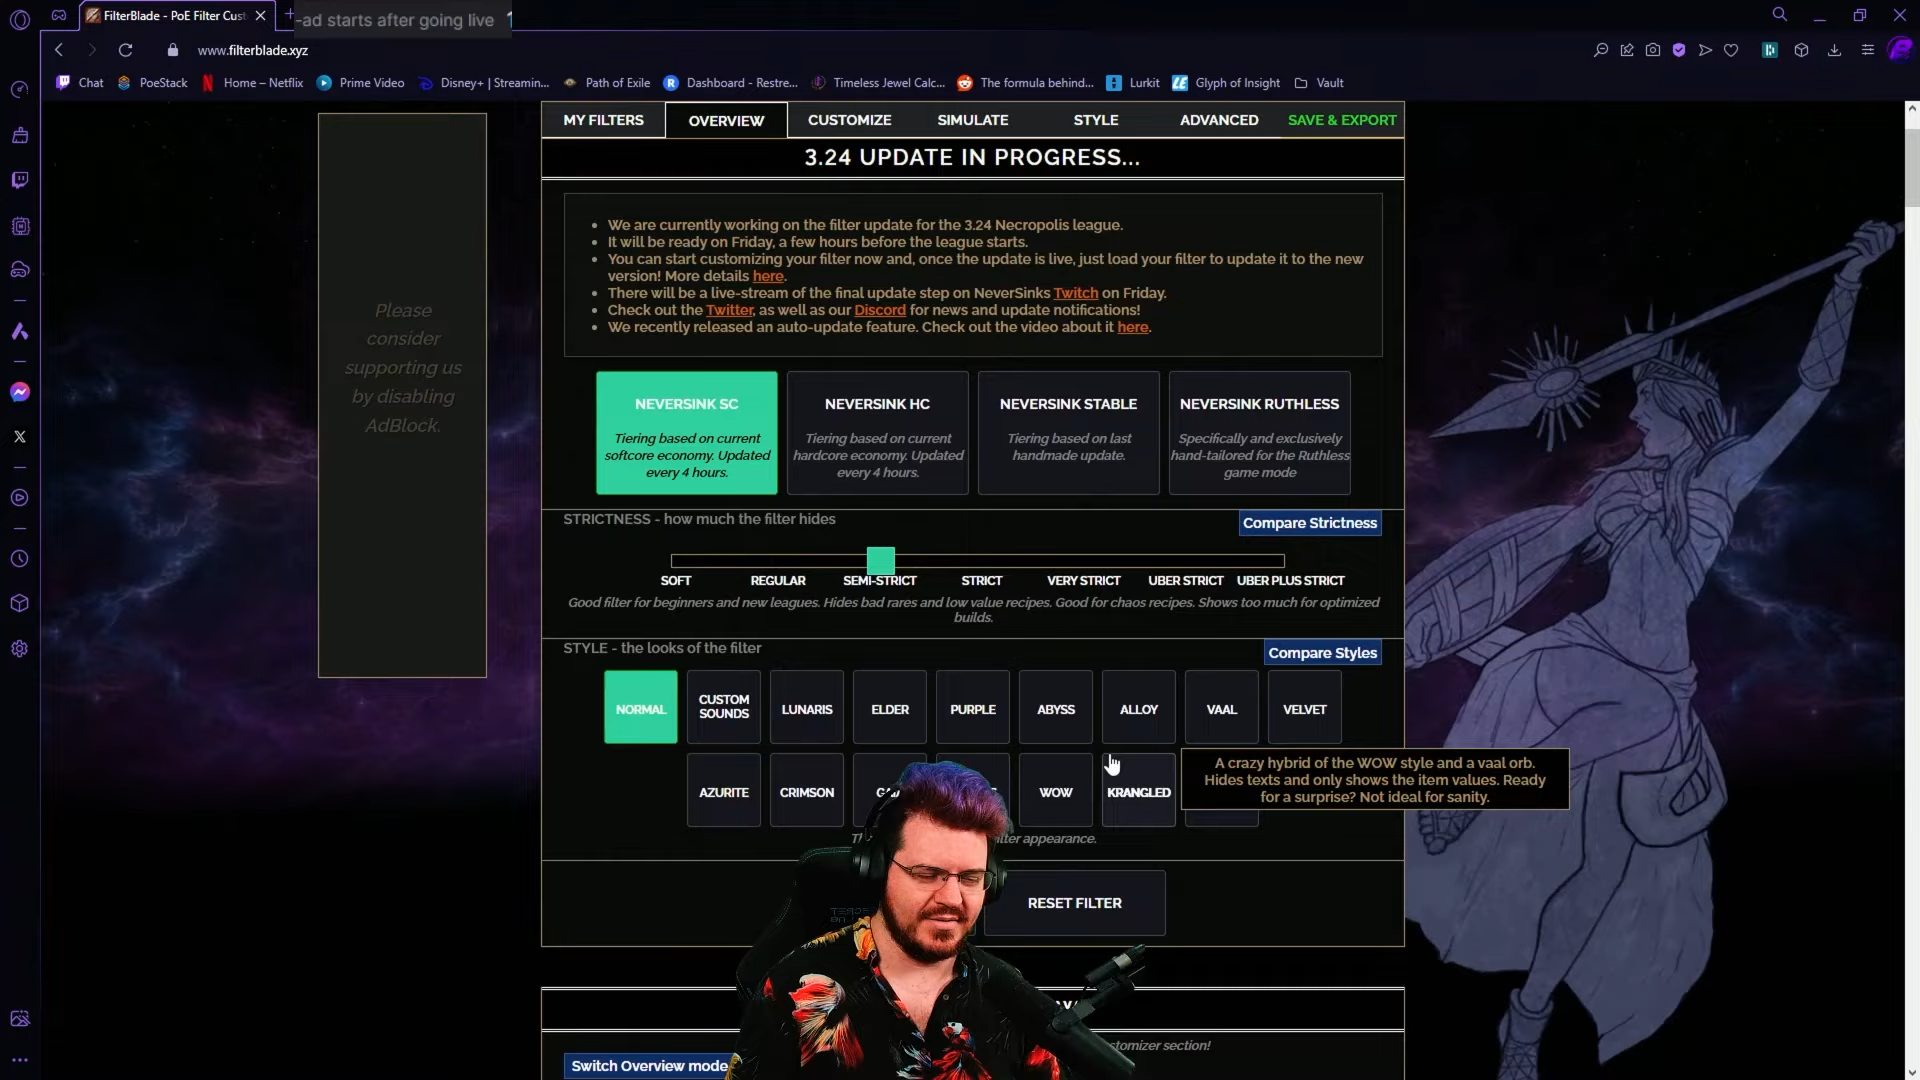 FilterBlade - PoE Filter Cust
-ad starts after going live
www.filterblade.xyz
Chat
PoeStack
Home – Netflix
Prime Video
Disney+ | Streamin...
Path of Exile
Dashboard - Restre...
Timeless Jewel Calc...
The formula behind...
Lurkit
Glyph of Insight
Vault
MY FILTERS
OVERVIEW
CUSTOMIZE
SIMULATE
STYLE
ADVANCED
SAVE & EXPORT
3.24 UPDATE IN PROGRESS...
Please
consider
supporting us
by disabling
AdBlock.
We are currently working on the filter update for the 3.24 Necropolis league.
It will be ready on Friday, a few hours before the league starts.
You can start customizing your filter now and, once the update is live, just load your filter to update it to the new
version! More details here.
There will be a live-stream of the final update step on NeverSinks Twitch on Friday.
Check out the Twitter, as well as our Discord for news and update notifications!
We recently released an auto-update feature. Check out the video about it here.
NEVERSINK SC
Tiering based on current
softcore economy. Updated
every 4 hours.
NEVERSINK HC
Tiering based on current
hardcore economy. Updated
every 4 hours.
NEVERSINK STABLE
Tiering based on last
handmade update.
NEVERSINK RUTHLESS
Specifically and exclusively
hand-tailored for the Ruthless
game mode
STRICTNESS - how much the filter hides
Compare Strictness
SOFT
REGULAR
SEMI-STRICT
STRICT
VERY STRICT
UBER STRICT
UBER PLUS STRICT
Good filter for beginners and new leagues. Hides bad rares and low value recipes. Good for chaos recipes. Shows too much for optimized
builds.
STYLE - the looks of the filter
Compare Styles
NORMAL
CUSTOM
SOUNDS
LUNARIS
ELDER
PURPLE
ABYSS
ALLOY
VAAL
VELVET
AZURITE
CRIMSON
WOW
KRANGLED
A crazy hybrid of the WOW style and a vaal orb.
Hides texts and only shows the item values. Ready
for a surprise? Not ideal for sanity.
appearance.
RESET FILTER
section!
Switch Overview mode